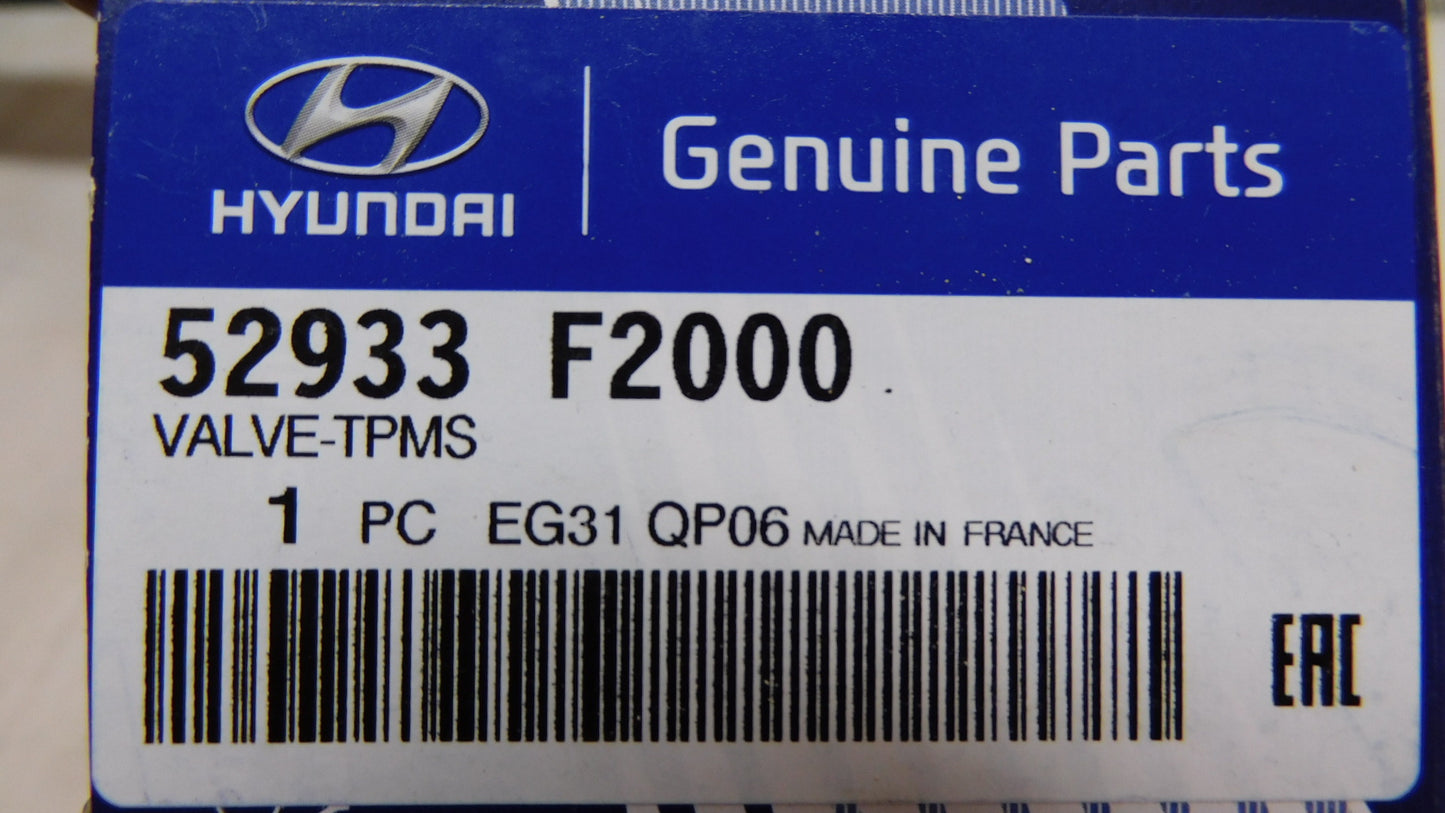 HYUNDAI
Genuine Parts
52933 F2000
VALVE-TPMS
1 PC EG31 QP06 MADE IN FRANCE
EAC